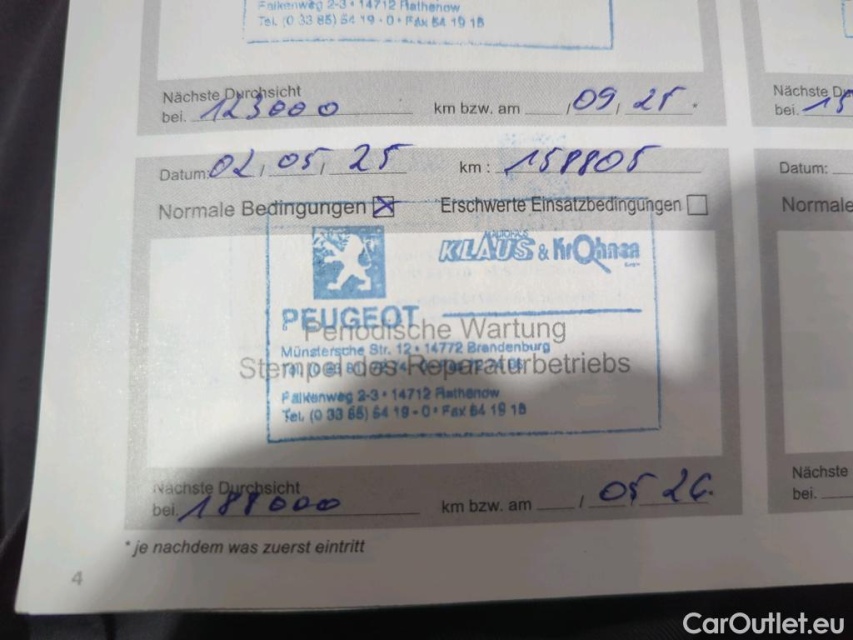 Falkenweg 2-3 • 14712 Rathenow
Tel. (0 33 85) 54 19 - 0 • Fax 54 19 18
Nächste Durchsicht
bei. 123000 km bzw. am / 09 / 25.
Nächste
bei.
Datum: 02, 05, 25 km : 158805
Datum:
Normale Bedingungen Erschwerte Einsatzbedingungen
Normale
KLAUS & KrOhnan
PEUGEOT
Periodische Wartung
Münstersche Str. 12 • 14772 Brandenburg
Stempel des Reparaturbetriebs
Falkenweg 2-3 • 14712 Rathenow
Tel. (0 33 85) 54 19 - 0 • Fax 54 19 18
Nächste Durchsicht
bei. 188000 km bzw. am / 05 26.
Nächste
bei.
* je nachdem was zuerst eintritt
4
CarOutlet.eu